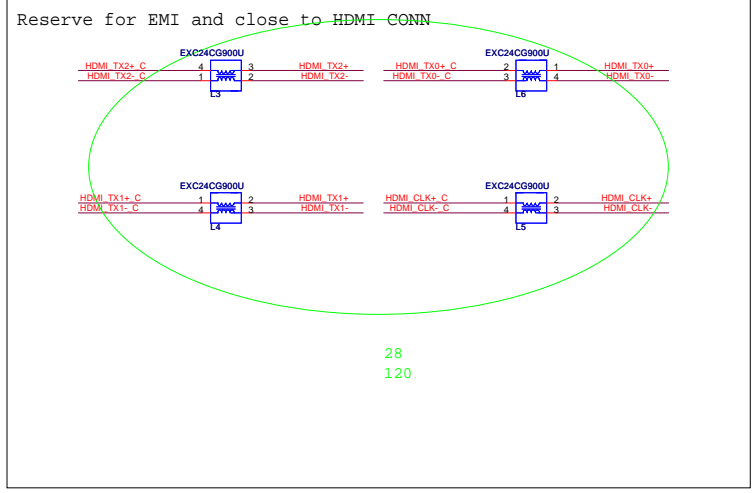 Reserve for EMI and close to HDMI CONN
EXC24CG900U EXC24CG900U
HDMI_TX2+_C 4 3 HDMI_TX2+ HDMI_TX0+_C 2 1 HDMI_TX0+
HDMI_TX2-_C 1 2 HDMI_TX2- HDMI_TX0-_C 3 4 HDMI_TX0-
L3 L6
EXC24CG900U EXC24CG900U
HDMI_TX1+_C 1 2 HDMI_TX1+ HDMI_CLK+_C 1 2 HDMI_CLK+
HDMI_TX1-_C 4 3 HDMI_TX1- HDMI_CLK-_C 4 3 HDMI_CLK-
L4 L5
28
120